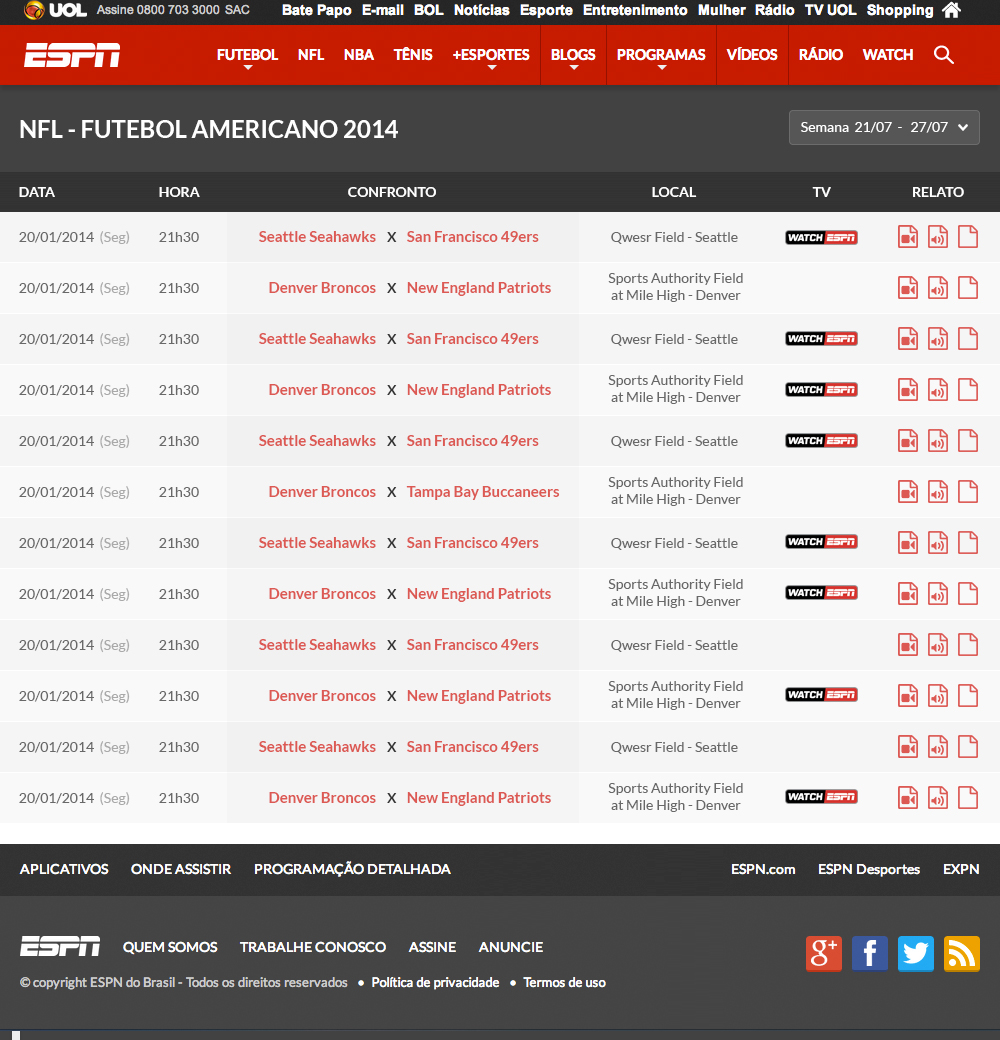 UOL Assine 0800 703 3000 SAC Bate Papo E-mail BOL Notícias Esporte Entretenimento Mulher Rádio TV UOL Shopping
ESPN FUTEBOL NFL NBA TÊNIS +ESPORTES BLOGS PROGRAMAS VÍDEOS RÁDIO WATCH
NFL - FUTEBOL AMERICANO 2014 Semana 21/07 - 27/07
DATA HORA CONFRONTO LOCAL TV RELATO
20/01/2014 (Seg) 21h30 Seattle Seahawks X San Francisco 49ers Qwesr Field - Seattle WATCH ESPN
20/01/2014 (Seg) 21h30 Denver Broncos X New England Patriots Sports Authority Field
at Mile High - Denver
20/01/2014 (Seg) 21h30 Seattle Seahawks X San Francisco 49ers Qwesr Field - Seattle WATCH ESPN
20/01/2014 (Seg) 21h30 Denver Broncos X New England Patriots Sports Authority Field
at Mile High - Denver WATCH ESPN
20/01/2014 (Seg) 21h30 Seattle Seahawks X San Francisco 49ers Qwesr Field - Seattle WATCH ESPN
20/01/2014 (Seg) 21h30 Denver Broncos X Tampa Bay Buccaneers Sports Authority Field
at Mile High - Denver
20/01/2014 (Seg) 21h30 Seattle Seahawks X San Francisco 49ers Qwesr Field - Seattle WATCH ESPN
20/01/2014 (Seg) 21h30 Denver Broncos X New England Patriots Sports Authority Field
at Mile High - Denver WATCH ESPN
20/01/2014 (Seg) 21h30 Seattle Seahawks X San Francisco 49ers Qwesr Field - Seattle
20/01/2014 (Seg) 21h30 Denver Broncos X New England Patriots Sports Authority Field
at Mile High - Denver WATCH ESPN
20/01/2014 (Seg) 21h30 Seattle Seahawks X San Francisco 49ers Qwesr Field - Seattle
20/01/2014 (Seg) 21h30 Denver Broncos X New England Patriots Sports Authority Field
at Mile High - Denver WATCH ESPN
APLICATIVOS ONDE ASSISTIR PROGRAMAÇÃO DETALHADA ESPN.com ESPN Desportes EXPN
ESPN QUEM SOMOS TRABALHE CONOSCO ASSINE ANUNCIE g+ f
© copyright ESPN do Brasil - Todos os direitos reservados • Política de privacidade • Termos de uso